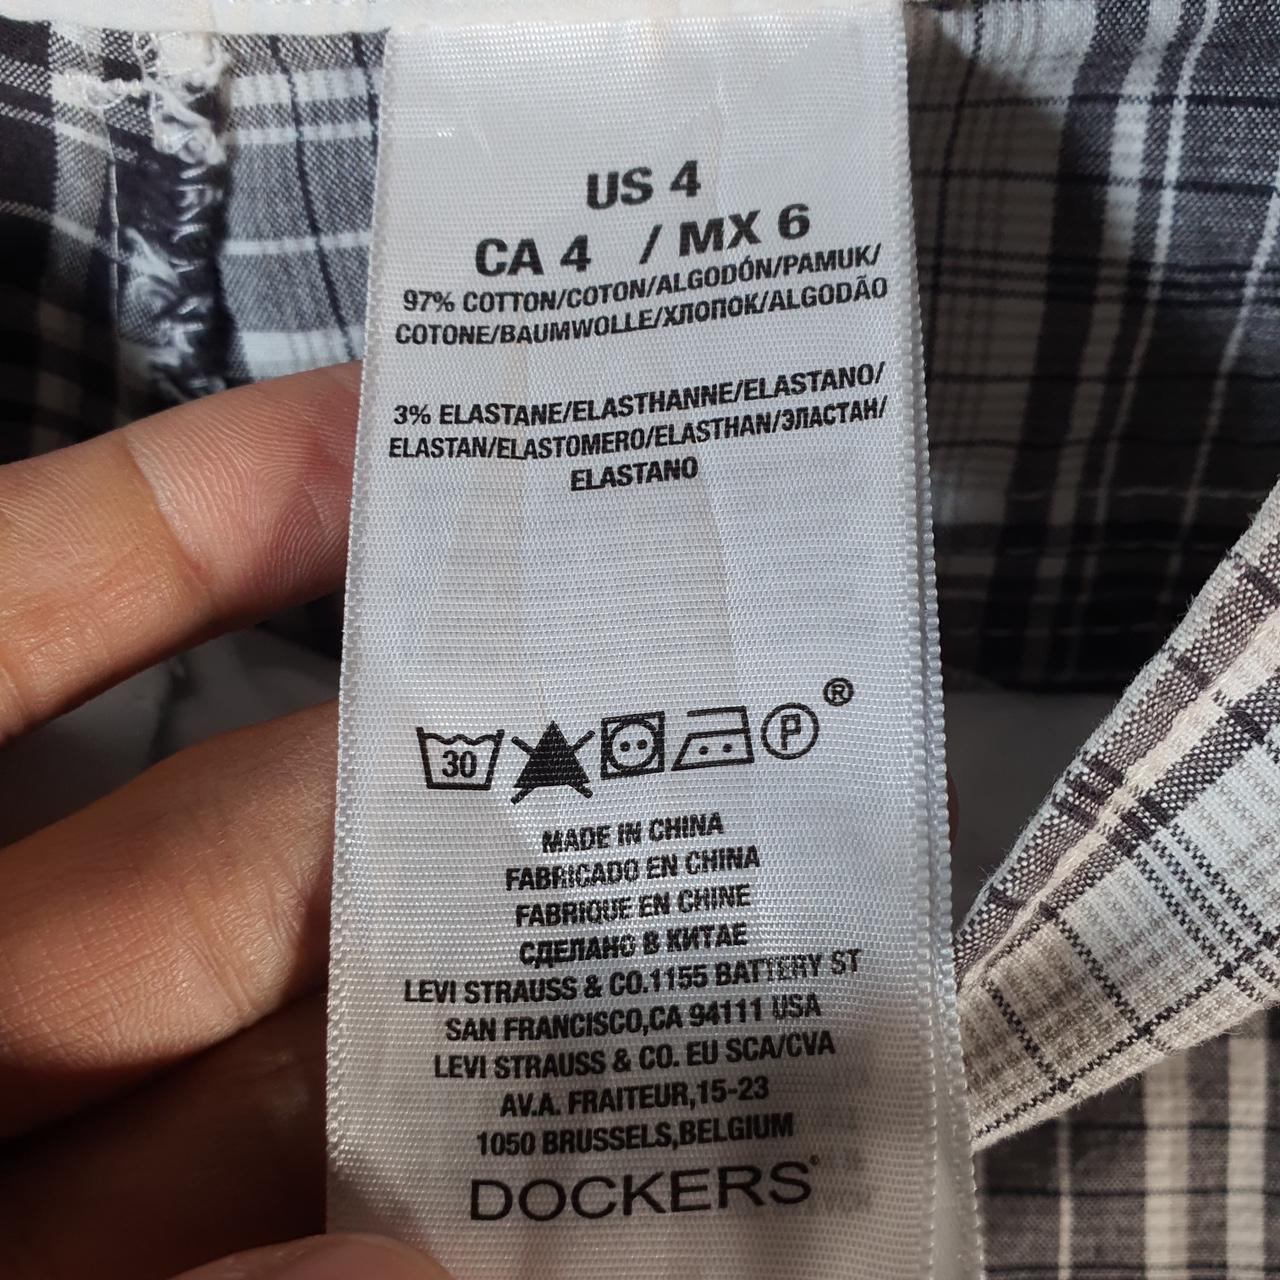 US 4
CA 4 / MX 6
97% COTTON/COTON/ALGODÓN/PAMUK/
COTONE/BAUMWOLLE/ХЛОПОК/ALGODÃO
3% ELASTANE/ELASTHANNE/ELASTANO/
ELASTAN/ELASTOMERO/ELASTHAN/ЭЛАСТАН/
ELASTANO
30 P ®
MADE IN CHINA
FABRICADO EN CHINA
FABRIQUE EN CHINE
СДЕЛАНО В КИТАЕ
LEVI STRAUSS & CO.1155 BATTERY ST
SAN FRANCISCO,CA 94111 USA
LEVI STRAUSS & CO. EU SCA/CVA
AV.A. FRAITEUR,15-23
1050 BRUSSELS,BELGIUM
DOCKERS®